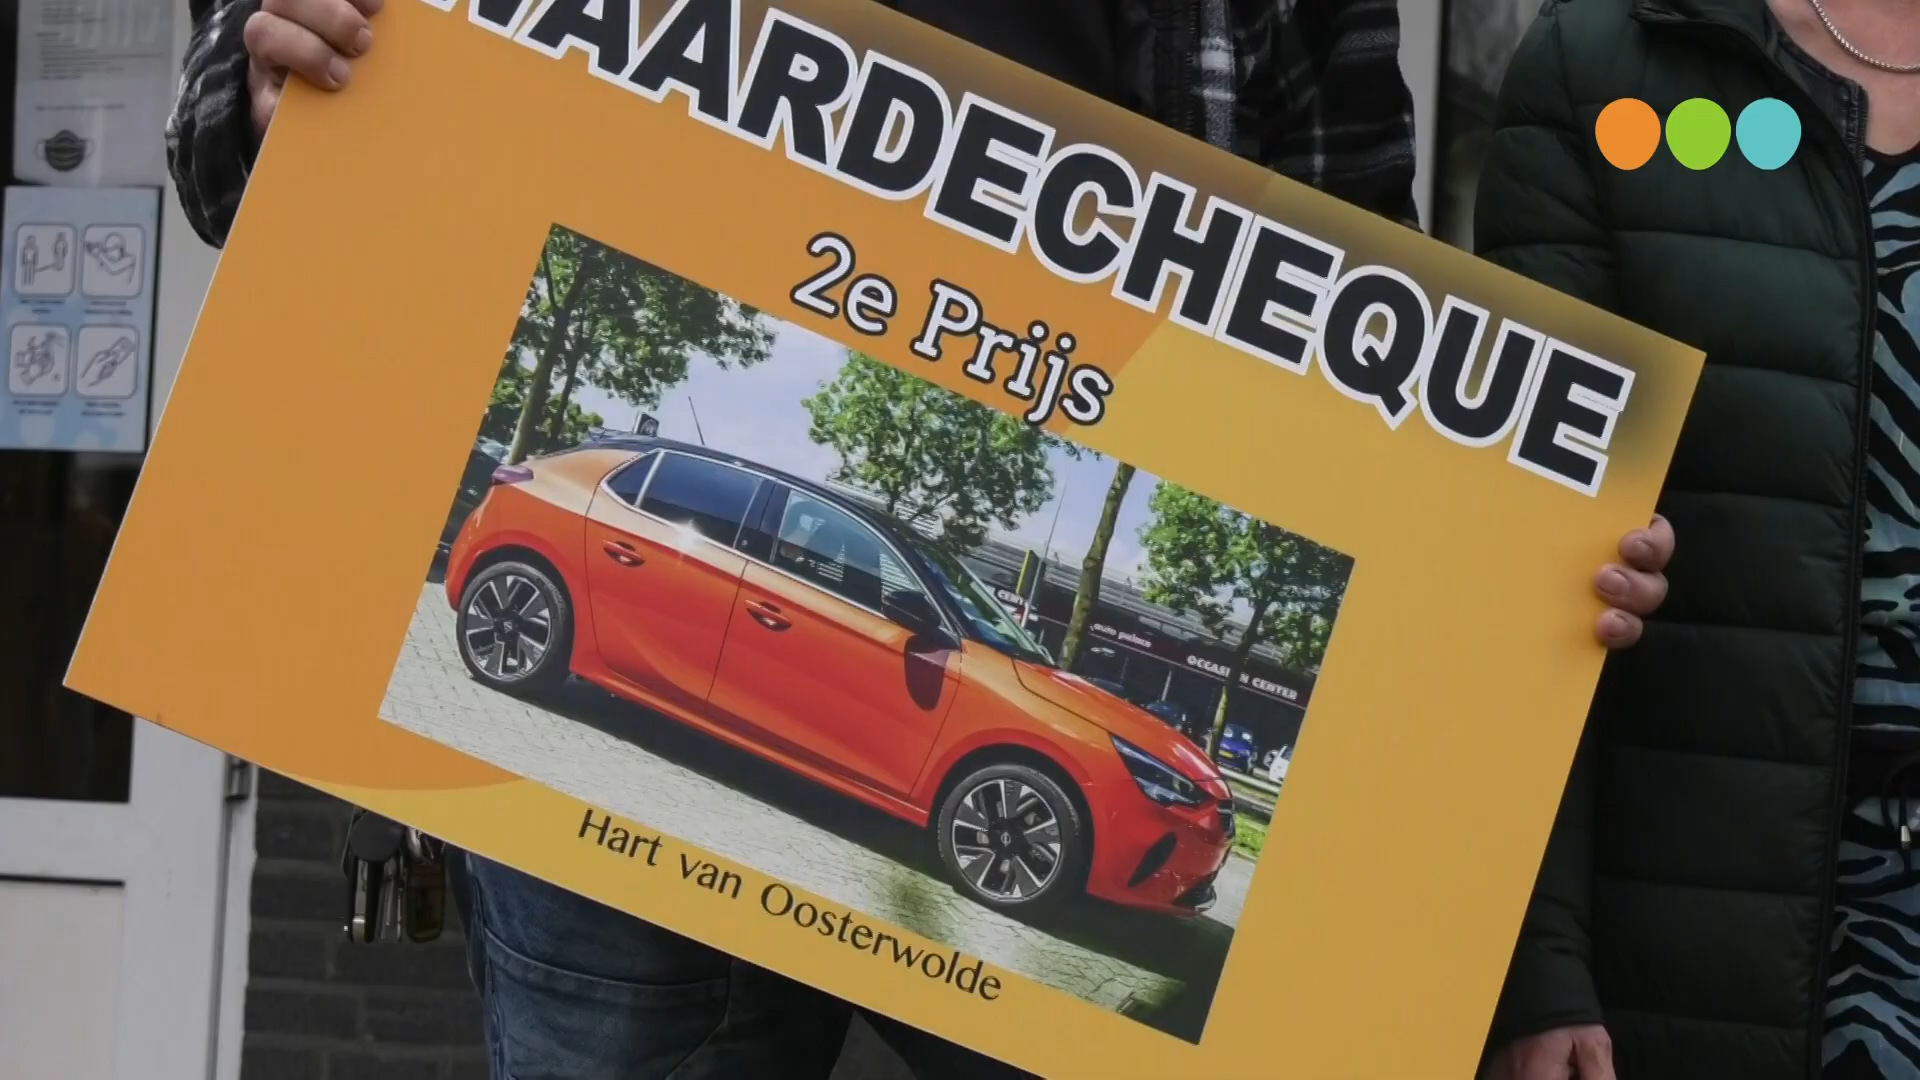 WAARDECHEQUE
2e Prijs
auto palace
OCCASION CENTER
Hart van Oosterwolde